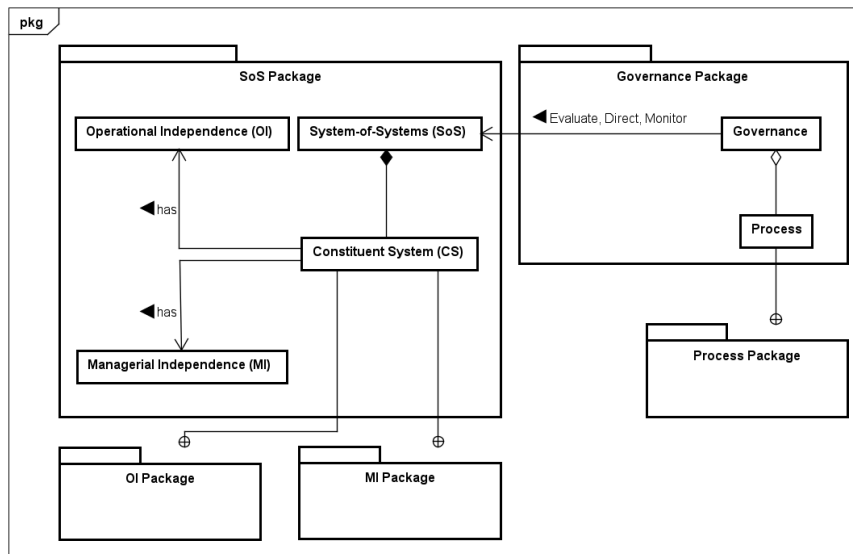 pkg
SoS Package
Governance Package
Operational Independence (OI)
System-of-Systems (SoS)
Evaluate, Direct, Monitor
Governance
has
Process
Constituent System (CS)
has
Managerial Independence (MI)
Process Package
OI Package
MI Package